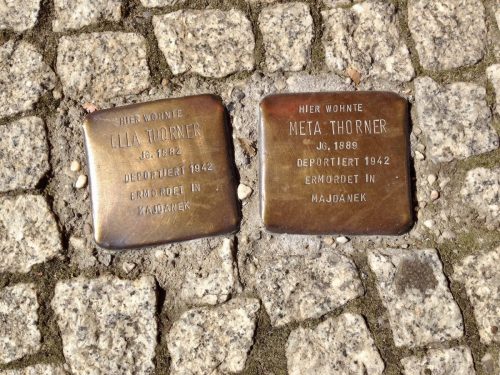 HIER WOHNTE
ELLA THORNER
JG. 1882
DEPORTIERT 1942
ERMORDET IN
MAJDANEK
HIER WOHNTE
META THORNER
JG. 1889
DEPORTIERT 1942
ERMORDET IN
MAJDANEK